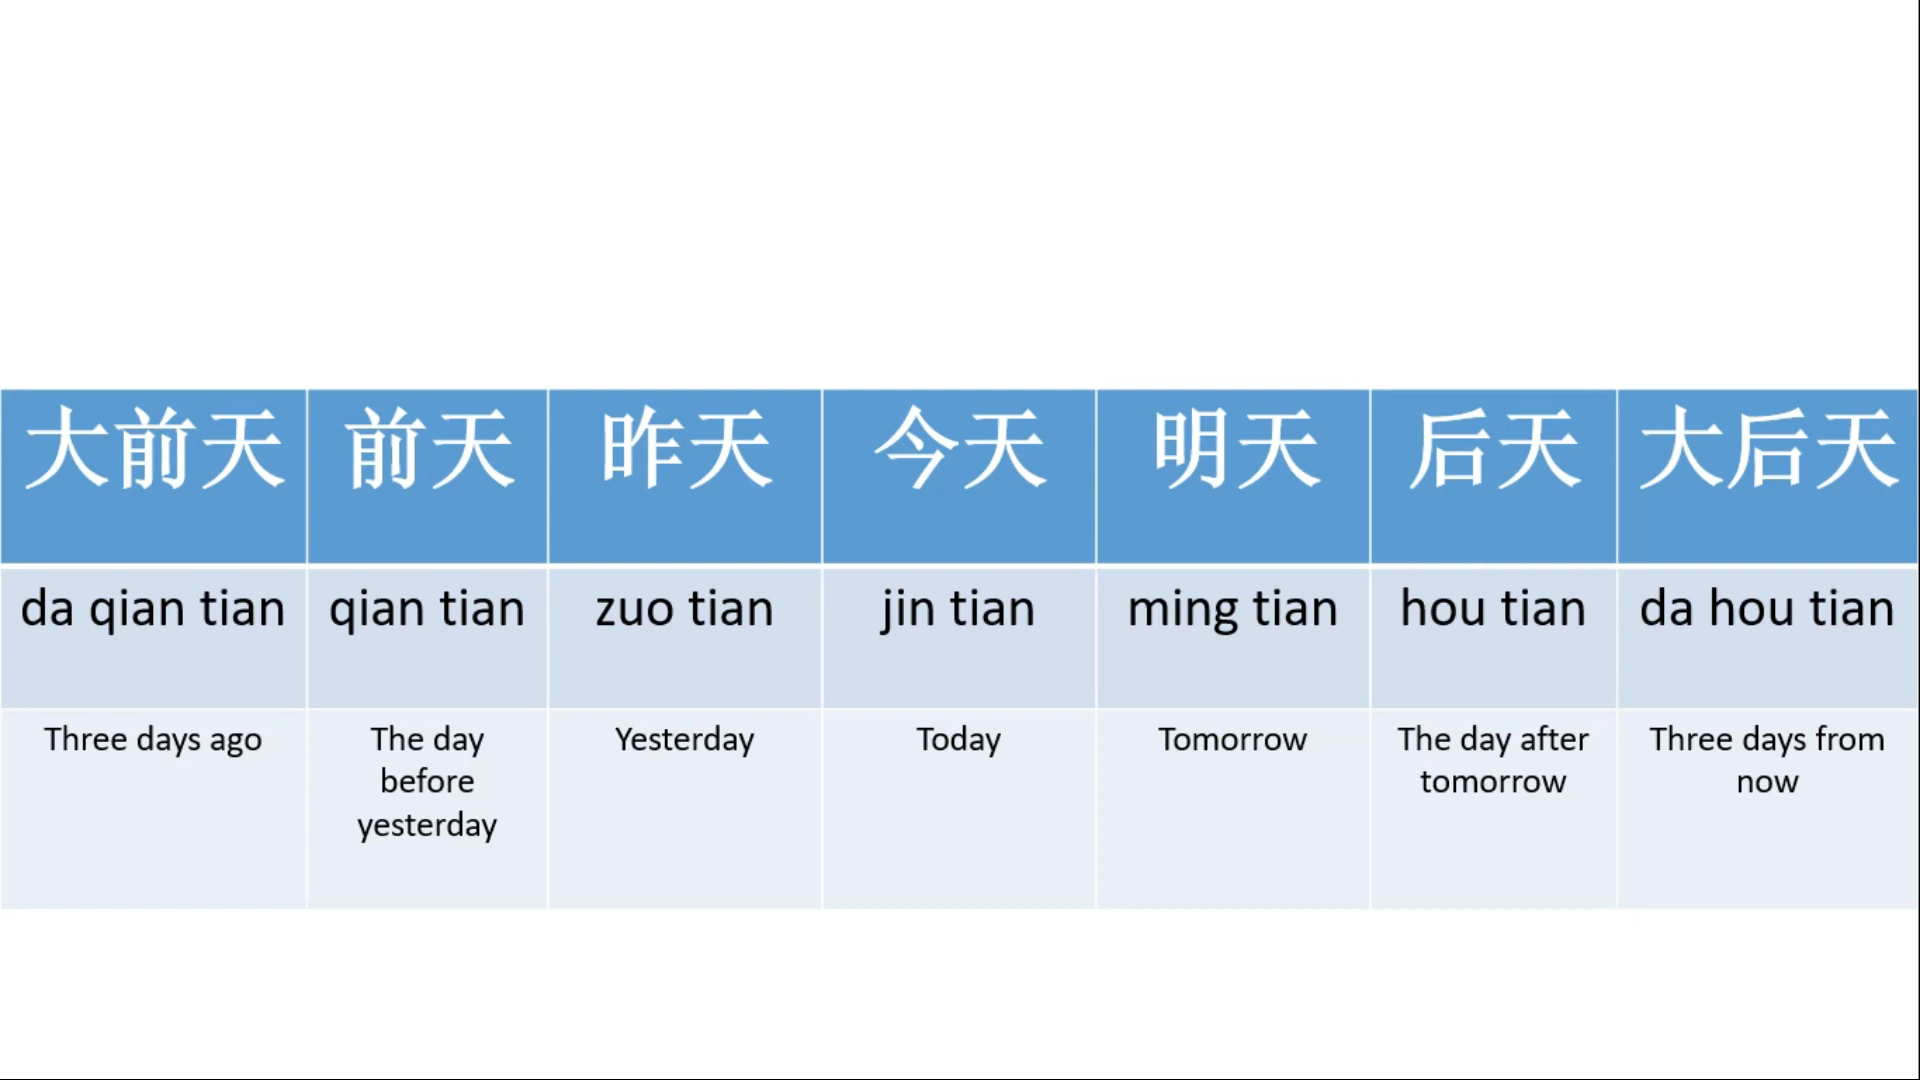 大前天 前天 昨天 今天 明天 后天 大后天
da qian tian qian tian zuo tian jin tian ming tian hou tian da hou tian
Three days ago
The day
before
yesterday
Yesterday
Today
Tomorrow
The day after
tomorrow
Three days from
now